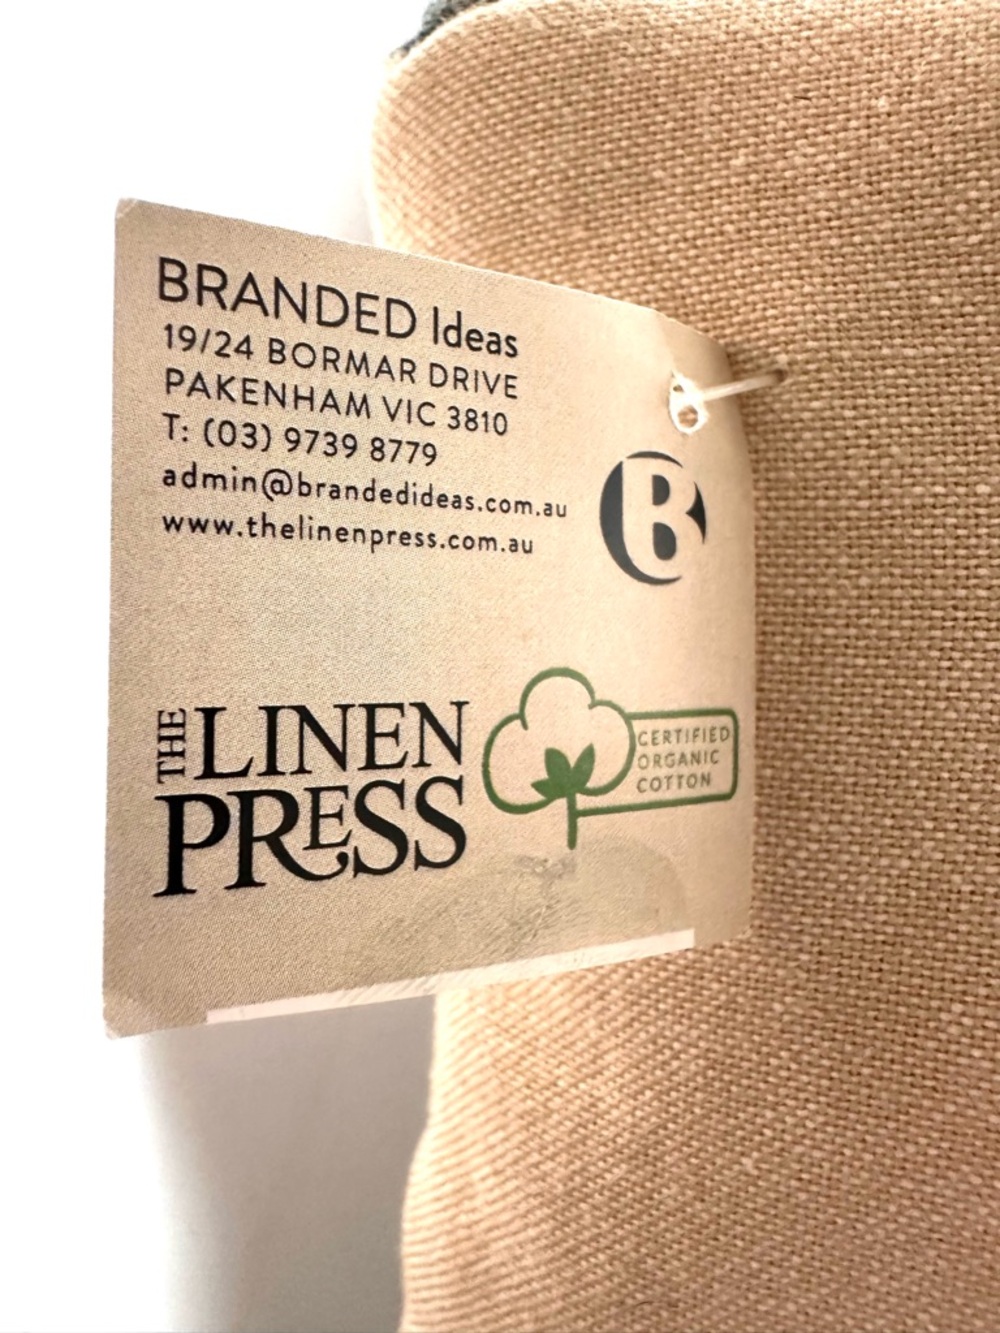 BRANDED Ideas
19/24 BORMAR DRIVE
PAKENHAM VIC 3810
T: (03) 9739 8779
admin@brandedideas.com.au
www.thelinenpress.com.au
B
THE LINEN
PRESS
CERTIFIED
ORGANIC
COTTON